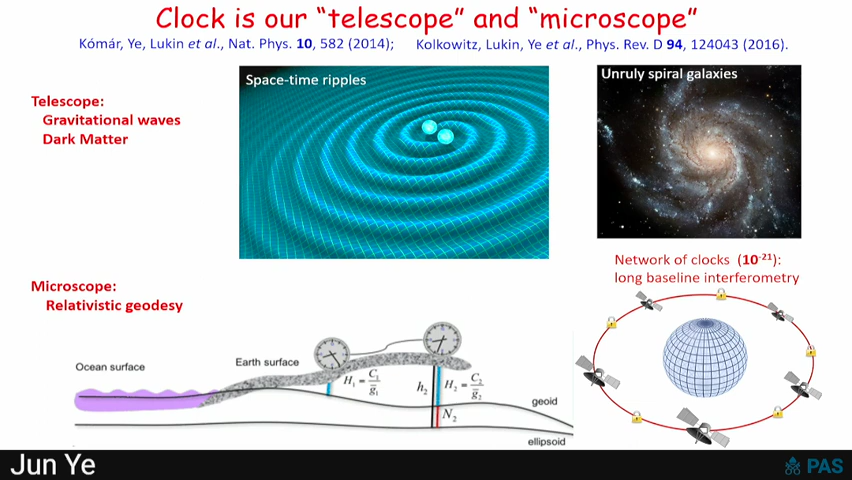 Clock is our “telescope” and “microscope”
Kómár, Ye, Lukin et al., Nat. Phys. 10, 582 (2014); Kolkowitz, Lukin, Ye et al., Phys. Rev. D 94, 124043 (2016).
Telescope:
Gravitational waves
Dark Matter
Space-time ripples
Unruly spiral galaxies
Microscope:
Relativistic geodesy
Network of clocks (10⁻²¹):
long baseline interferometry
Ocean surface
Earth surface
H₁ = C₁/g̅₁
h₂
H₂ = C₂/g̅₂
N₂
geoid
ellipsoid
Jun Ye
PAS